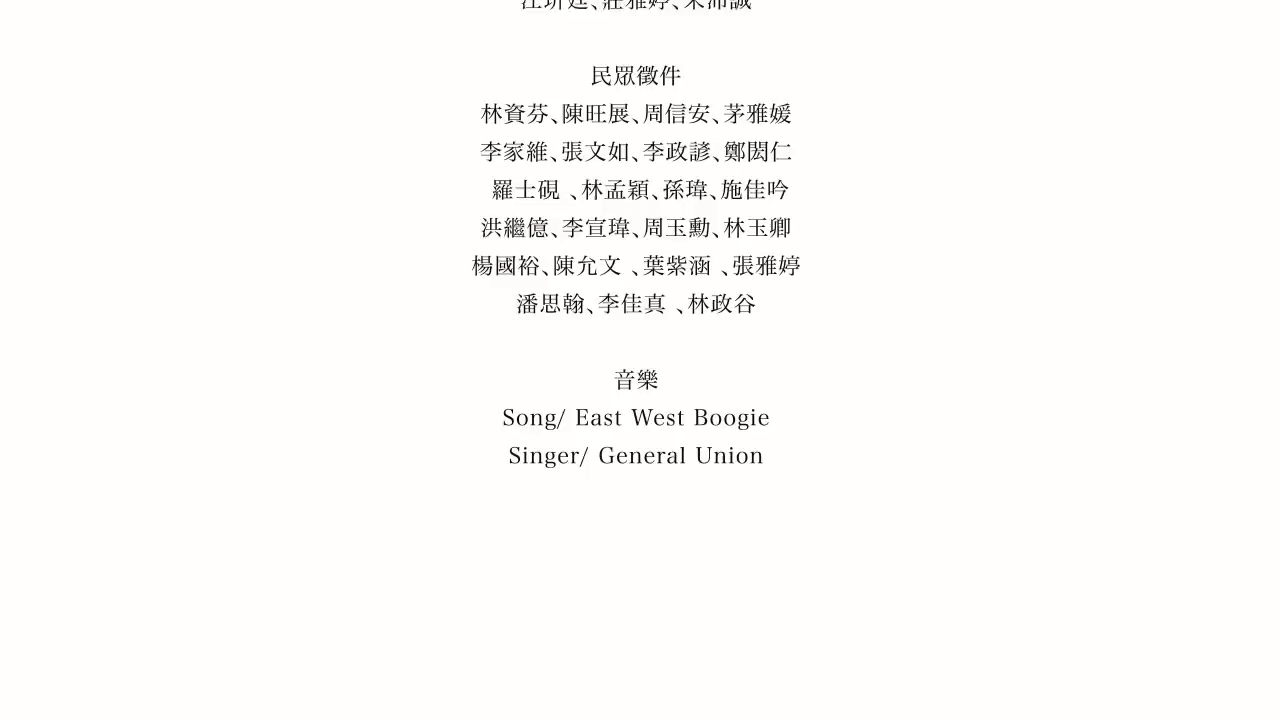 民眾徵件
林資芬、陳旺展、周信安、茅雅媛
李家維、張文如、李政諺、鄭閎仁
羅士硯 、林孟穎、孫瑋、施佳吟
洪繼億、李宣瑋、周玉勳、林玉卿
楊國裕、陳允文 、葉紫涵 、張雅婷
潘思翰、李佳真 、林政谷
音樂
Song/ East West Boogie
Singer/ General Union